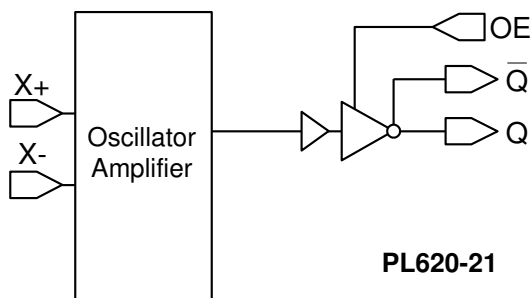 OE
X+
Q̅
Oscillator
Amplifier
Q
X-
PL620-21